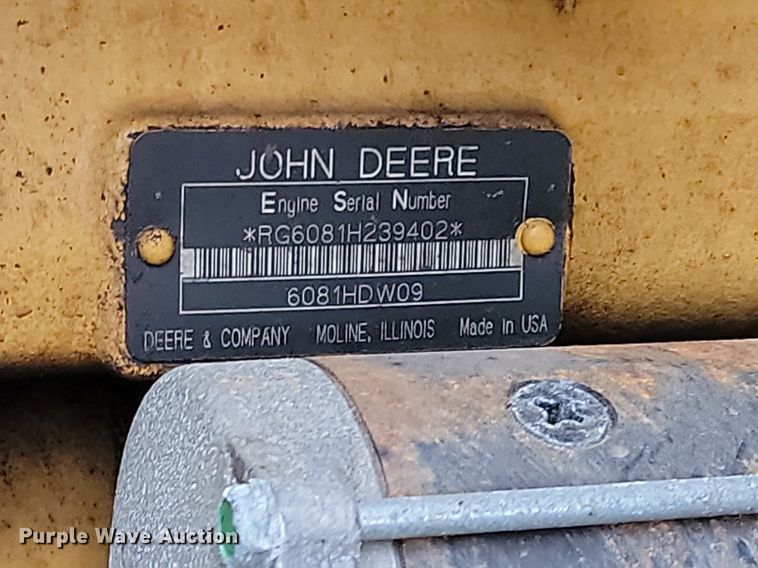 JOHN DEERE
Engine Serial Number
*RG6081H239402*
6081HDW09
DEERE & COMPANY MOLINE, ILLINOIS Made in USA
Purple Wave Auction